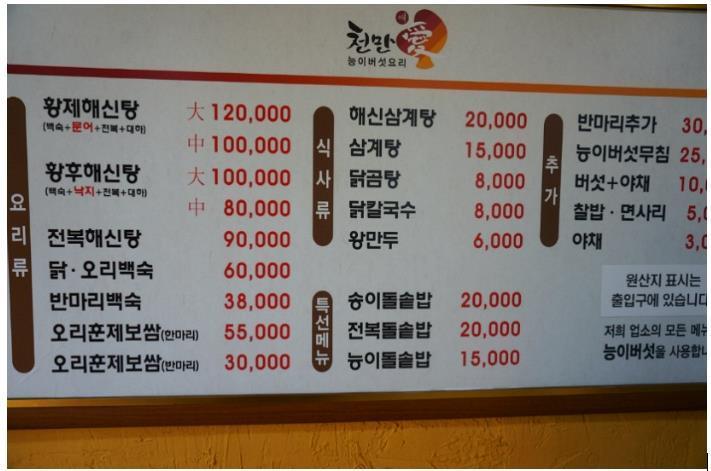 천만愛
능이버섯요리
요리류
황제해신탕 大 120,000
(백숙+문어+전복+대하)
中 100,000
황후해신탕 大 100,000
(백숙+낙지+전복+대하)
中 80,000
전복해신탕 90,000
닭·오리백숙 60,000
반마리백숙 38,000
오리훈제보쌈(한마리) 55,000
오리훈제보쌈(반마리) 30,000
식사류
해신삼계탕 20,000
삼계탕 15,000
닭곰탕 8,000
닭칼국수 8,000
왕만두 6,000
특선메뉴
송이돌솥밥 20,000
전복돌솥밥 20,000
능이돌솥밥 15,000
추가
반마리추가 30,
능이버섯무침 25,
버섯+야채 10,0
찰밥·면사리 5,0
야채 3,0
원산지 표시는
출입구에 있습니다
저희 업소의 모든 메뉴
능이버섯을 사용합니